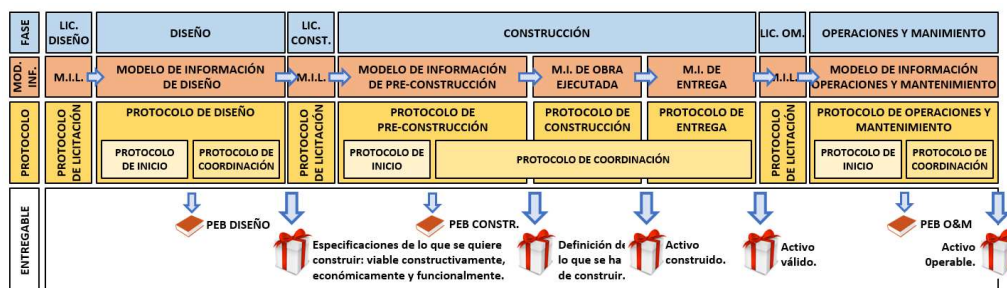 FASE
LIC.
DISEÑO
DISEÑO
LIC.
CONST.
CONSTRUCCIÓN
LIC. OM.
OPERACIONES Y MANIMIENTO
MOD.
INF.
M.I.L.
MODELO DE INFORMACIÓN
DE DISEÑO
M.I.L.
MODELO DE INFORMACIÓN
DE PRE-CONSTRUCCIÓN
M.I. DE OBRA
EJECUTADA
M.I. DE
ENTREGA
M.I.L.
MODELO DE INFORMACIÓN
OPERACIONES Y MANTENIMIENTO
PROTOCOLO
PROTOCOLO
DE LICITACIÓN
PROTOCOLO DE DISEÑO
PROTOCOLO
DE INICIO
PROTOCOLO DE
COORDINACIÓN
PROTOCOLO
DE LICITACIÓN
PROTOCOLO DE
PRE-CONSTRUCCIÓN
PROTOCOLO DE
INICIO
PROTOCOLO DE
CONSTRUCCIÓN
PROTOCOLO DE
ENTREGA
PROTOCOLO DE COORDINACIÓN
PROTOCOLO
DE LICITACIÓN
PROTOCOLO DE OPERACIONES Y
MANTENIMIENTO
PROTOCOLO
DE INICIO
PROTOCOLO DE
COORDINACIÓN
ENTREGABLE
PEB DISEÑO
Especificaciones de lo que se quiere
construir: viable constructivamente,
económicamente y funcionalmente.
PEB CONSTR.
Definición de
lo que se ha
de construir.
Activo
construido.
Activo
válido.
PEB O&M
Activo
0perable.